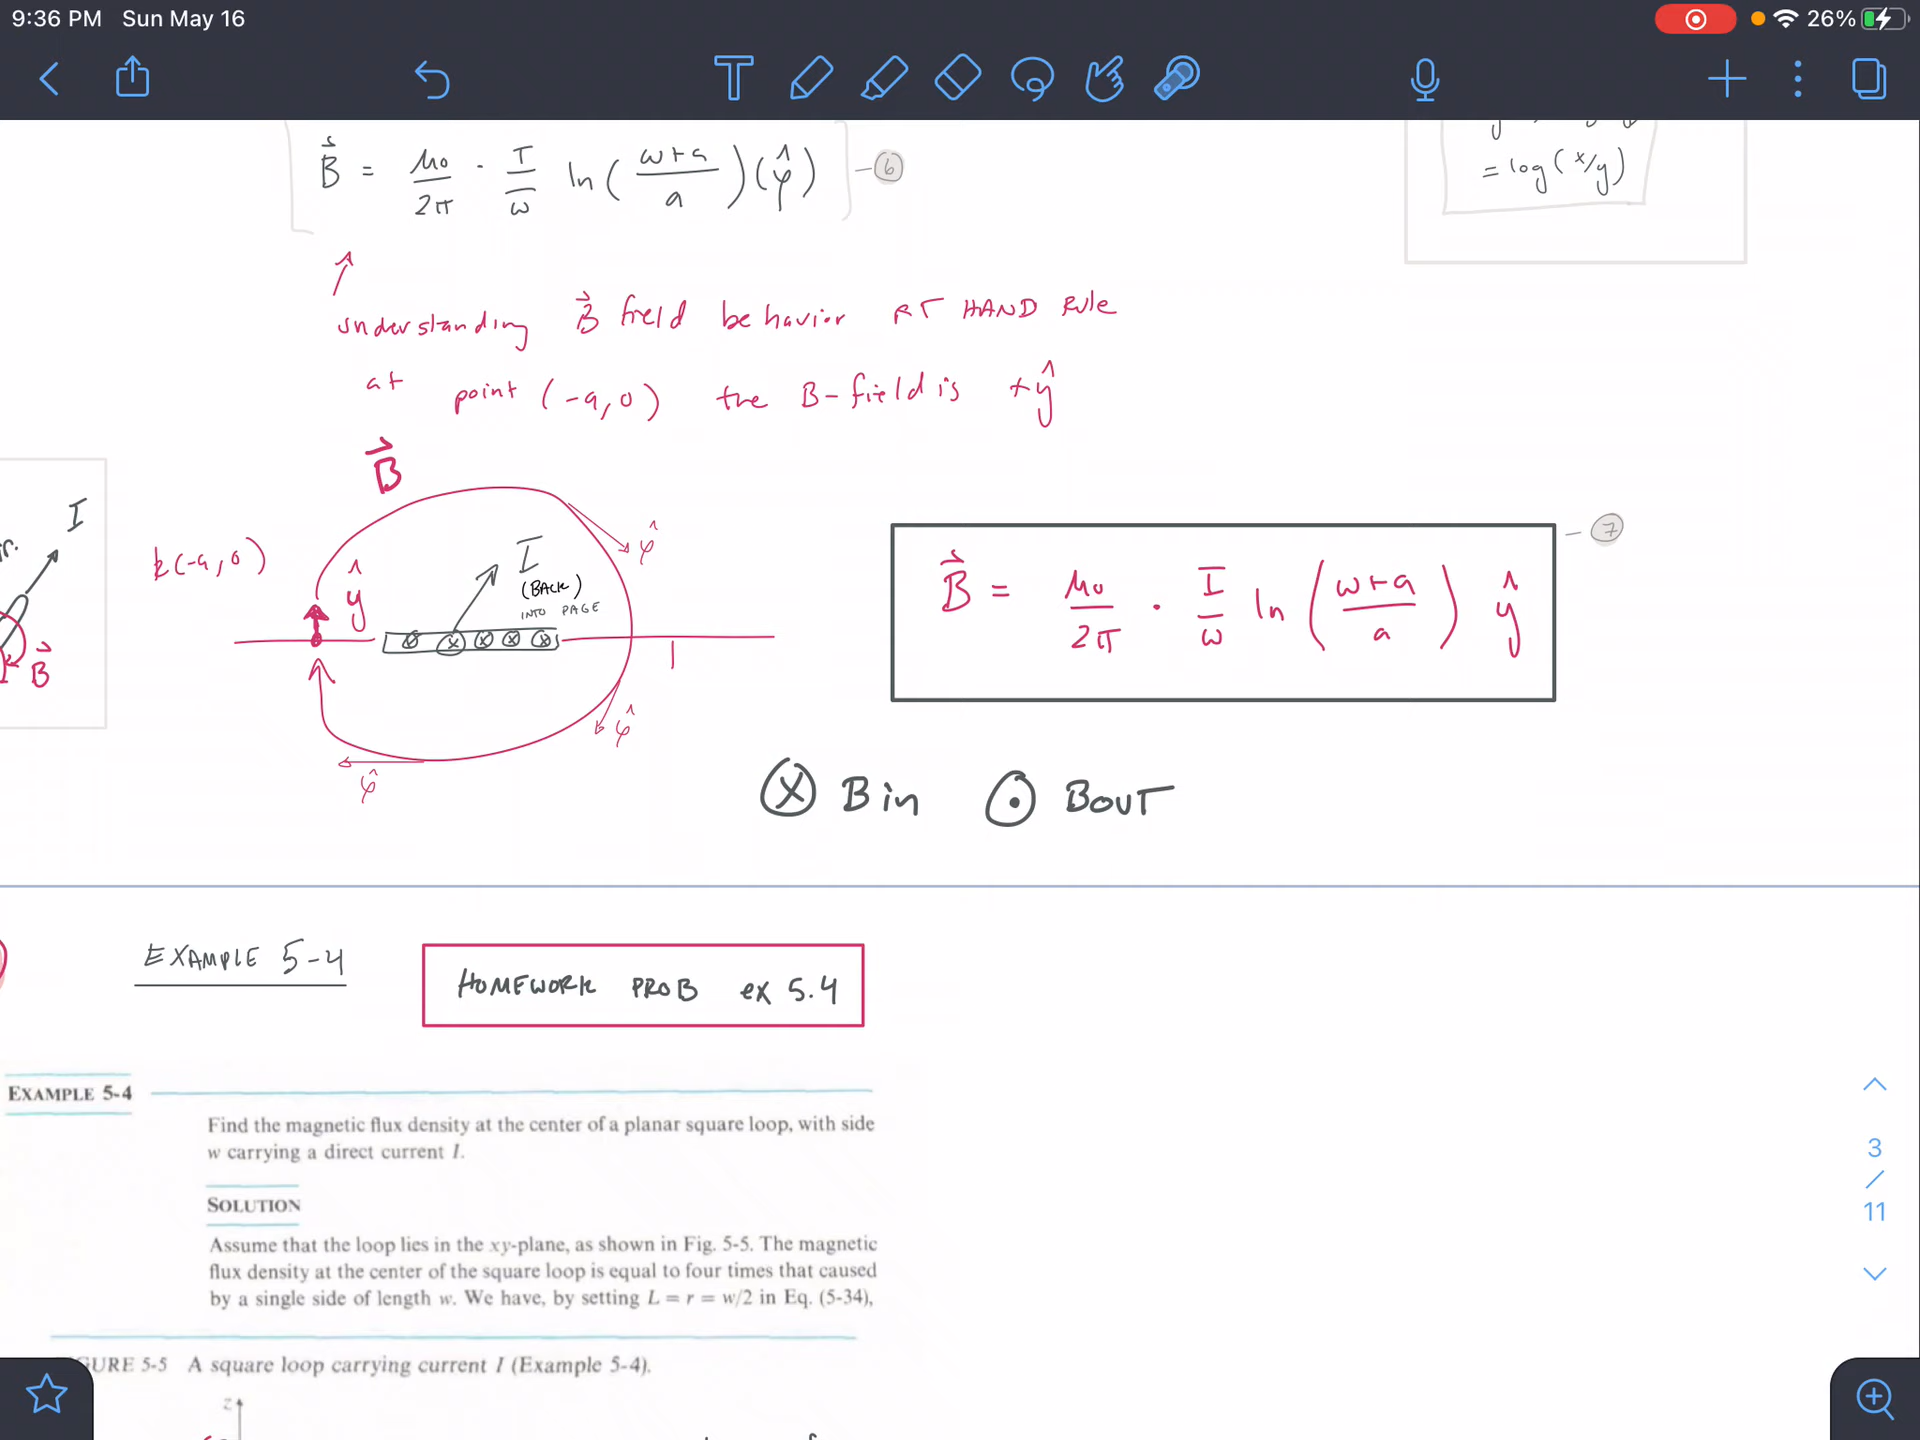 9:36 PM Sun May 16
26%
B⃗ = μ₀/2π · I/w ln((w+a)/a) (φ̂) - ⑥
= log(x/y)
understanding B⃗ field behavior RT HAND RULE
at point (-a,0) the B-field is +ŷ
B⃗
I
k(-a,0)
ŷ
I
(BACK)
INTO PAGE
φ̂
- ⑦
B⃗ = μ₀/2π · I/w ln((w+a)/a) ŷ
B⃗
φ̂
φ̂
ⓧ B in ⊙ B OUT
EXAMPLE 5-4
HOMEWORK PROB ex 5.4
EXAMPLE 5-4
Find the magnetic flux density at the center of a planar square loop, with side
w carrying a direct current I.
SOLUTION
Assume that the loop lies in the xy-plane, as shown in Fig. 5-5. The magnetic
flux density at the center of the square loop is equal to four times that caused
by a single side of length w. We have, by setting L = r = w/2 in Eq. (5-34),
3
/
11
URE 5-5 A square loop carrying current I (Example 5-4).
z